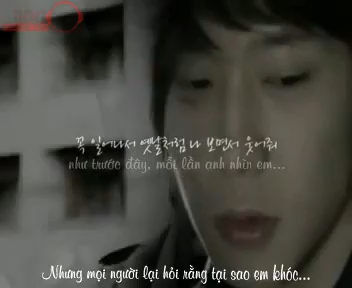 꼭 일어나서 옛날처럼 나 보면서 웃어줘
như trước đây, mỗi lần anh nhìn em...
Nhưng mọi người lại hỏi rằng tại sao em khóc...